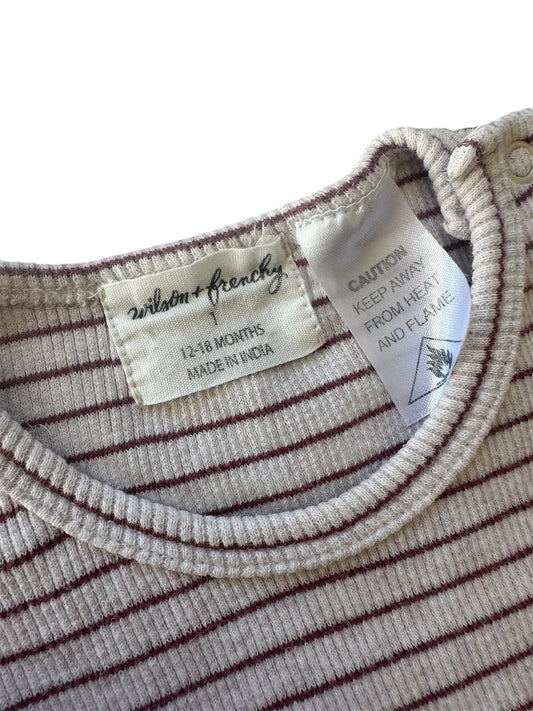 wilson + frenchy
1
12-18 MONTHS
MADE IN INDIA
CAUTION
KEEP AWAY
FROM HEAT
AND FLAME